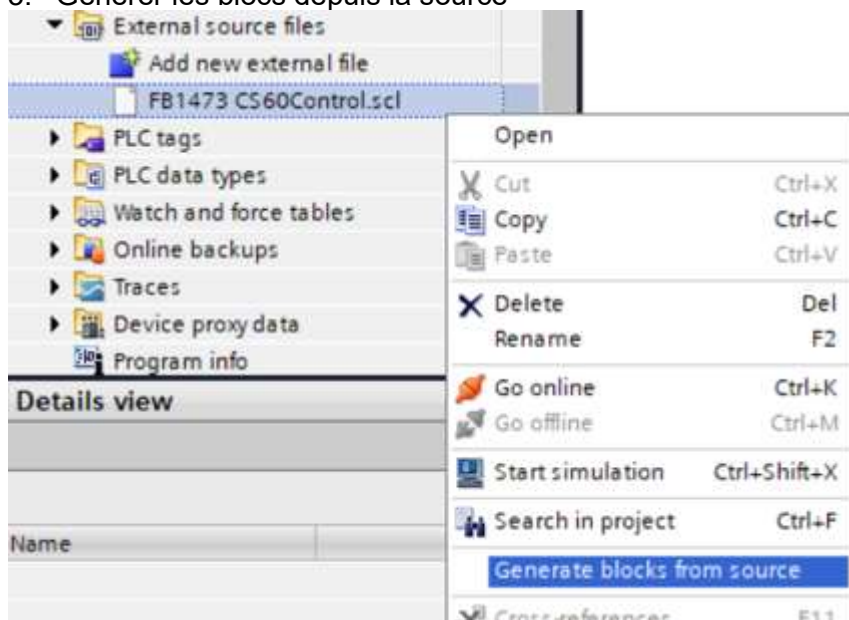 Générer les blocs depuis la source
External source files
Add new external file
FB1473 CS60Control.scl
PLC tags
PLC data types
Watch and force tables
Online backups
Traces
Device proxy data
Program info
Details view
Name
Open
Cut Ctrl+X
Copy Ctrl+C
Paste Ctrl+V
Delete Del
Rename F2
Go online Ctrl+K
Go offline Ctrl+M
Start simulation Ctrl+Shift+X
Search in project Ctrl+F
Generate blocks from source
Cross-references F11